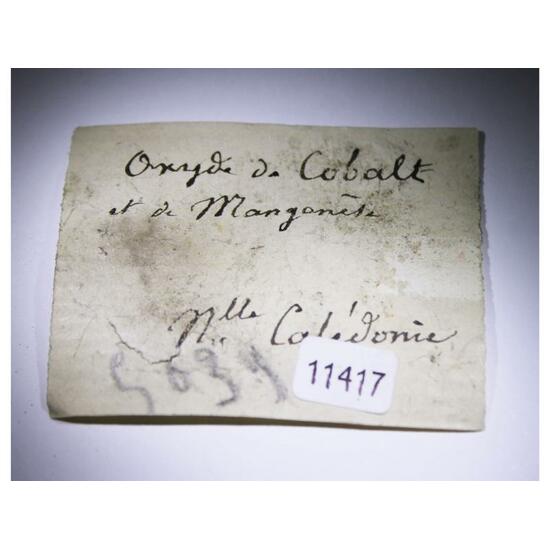 Oxyde de Cobalt
et de Manganèse
Nlle Calédonie
11417